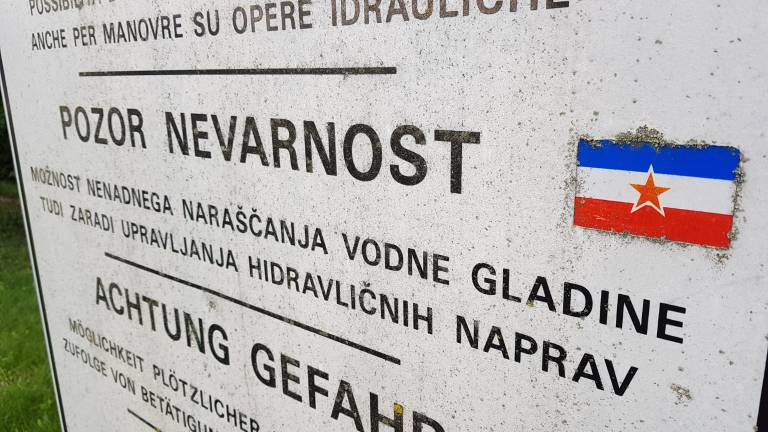 ANCHE PER MANOVRE SU OPERE IDRAULICHE
POZOR NEVARNOST
MOŽNOST NENADNEGA NARAŠČANJA VODNE GLADINE
TUDI ZARADI UPRAVLJANJA HIDRAVLIČNIH NAPRAV
ACHTUNG GEFAHR
MÖGLICHKEIT PLÖTZLICHER
ZUFOLGE VON BETÄTIGUN